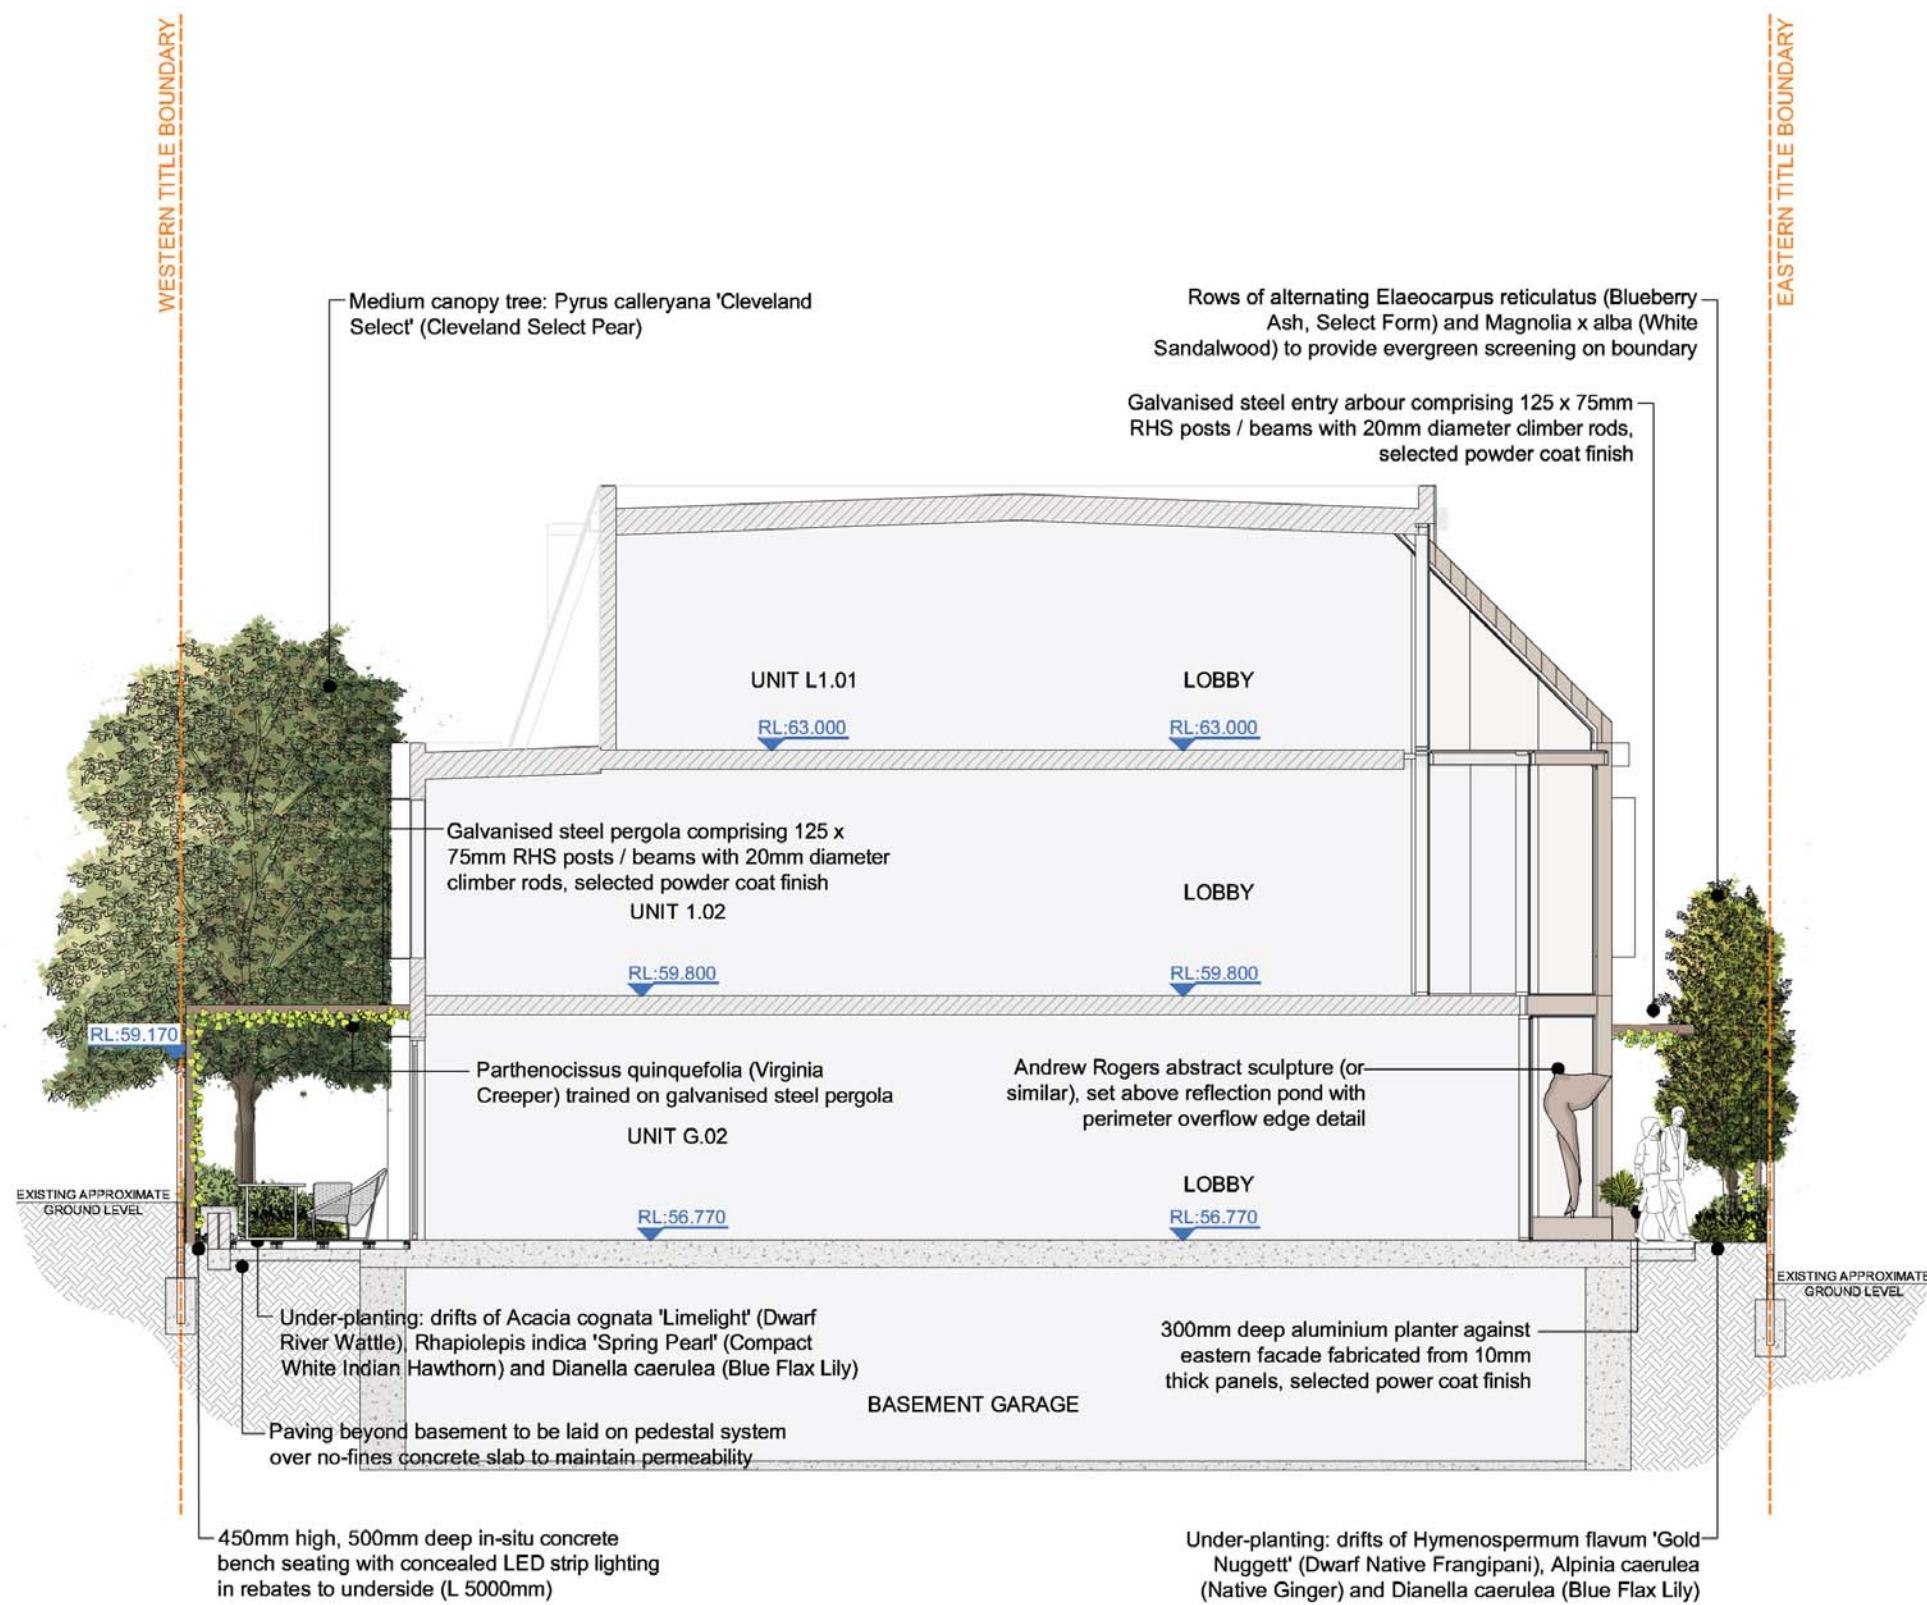 WESTERN TITLE BOUNDARY
EASTERN TITLE BOUNDARY
Medium canopy tree: Pyrus calleryana 'Cleveland
Select' (Cleveland Select Pear)
Rows of alternating Elaeocarpus reticulatus (Blueberry
Ash, Select Form) and Magnolia x alba (White
Sandalwood) to provide evergreen screening on boundary
Galvanised steel entry arbour comprising 125 x 75mm
RHS posts / beams with 20mm diameter climber rods,
selected powder coat finish
UNIT L1.01
LOBBY
RL:63.000
RL:63.000
Galvanised steel pergola comprising 125 x
75mm RHS posts / beams with 20mm diameter
climber rods, selected powder coat finish
UNIT 1.02
LOBBY
RL:59.800
RL:59.800
RL:59.170
Parthenocissus quinquefolia (Virginia
Creeper) trained on galvanised steel pergola
Andrew Rogers abstract sculpture (or
similar), set above reflection pond with
perimeter overflow edge detail
UNIT G.02
LOBBY
RL:56.770
RL:56.770
EXISTING APPROXIMATE
GROUND LEVEL
EXISTING APPROXIMATE
GROUND LEVEL
Under-planting: drifts of Acacia cognata 'Limelight' (Dwarf
River Wattle), Rhapiolepis indica 'Spring Pearl' (Compact
White Indian Hawthorn) and Dianella caerulea (Blue Flax Lily)
300mm deep aluminium planter against
eastern facade fabricated from 10mm
thick panels, selected power coat finish
BASEMENT GARAGE
Paving beyond basement to be laid on pedestal system
over no-fines concrete slab to maintain permeability
450mm high, 500mm deep in-situ concrete
bench seating with concealed LED strip lighting
in rebates to underside (L 5000mm)
Under-planting: drifts of Hymenospermum flavum 'Gold
Nuggett' (Dwarf Native Frangipani), Alpinia caerulea
(Native Ginger) and Dianella caerulea (Blue Flax Lily)